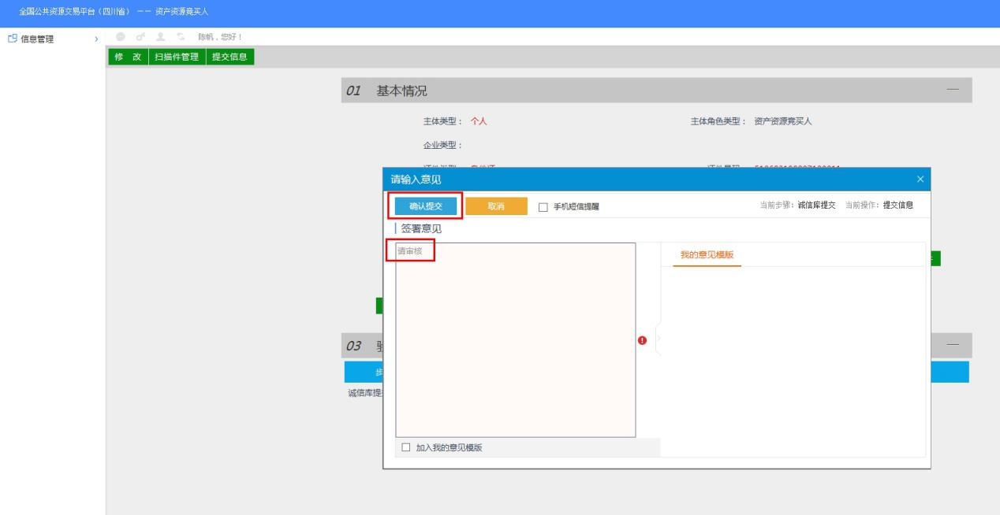 全国公共资源交易平台（四川省） —— 资产资源竞买人
信息管理
陈帆，您好！
修 改 扫描件管理 提交信息
01 基本情况
主体类型： 个人 主体角色类型： 资产资源竞买人
企业类型：
请输入意见
确认提交 取消 手机短信提醒 当前步骤: 诚信库提交 当前操作: 提交信息
签署意见
请审核
我的意见模版
03
诚信库提
加入我的意见模版